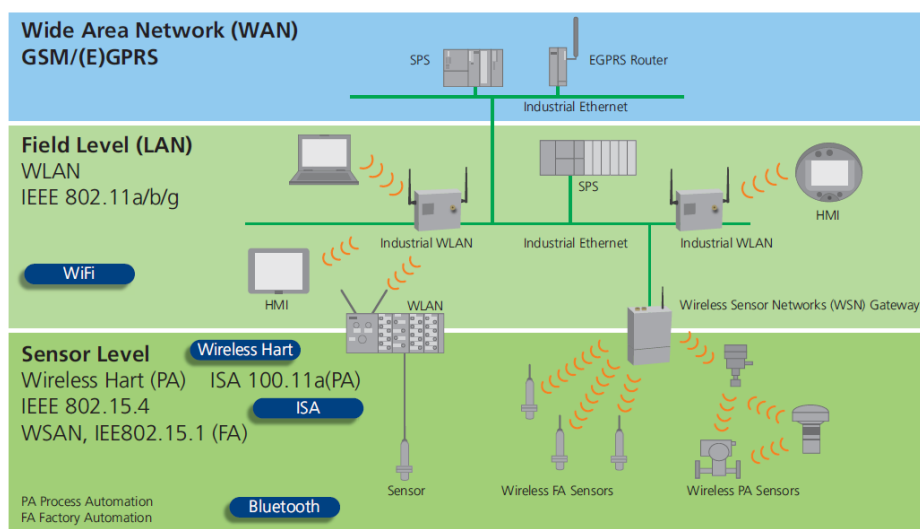 Wide Area Network (WAN)
GSM/(E)GPRS
SPS
EGPRS Router
Industrial Ethernet
Field Level (LAN)
WLAN
IEEE 802.11a/b/g
SPS
HMI
Industrial WLAN
Industrial Ethernet
Industrial WLAN
WiFi
HMI
WLAN
Wireless Sensor Networks (WSN) Gateway
Sensor Level
Wireless Hart
Wireless Hart (PA)
ISA 100.11a(PA)
IEEE 802.15.4
ISA
WSAN, IEE802.15.1 (FA)
Sensor
Wireless FA Sensors
Wireless PA Sensors
PA Process Automation
FA Factory Automation
Bluetooth